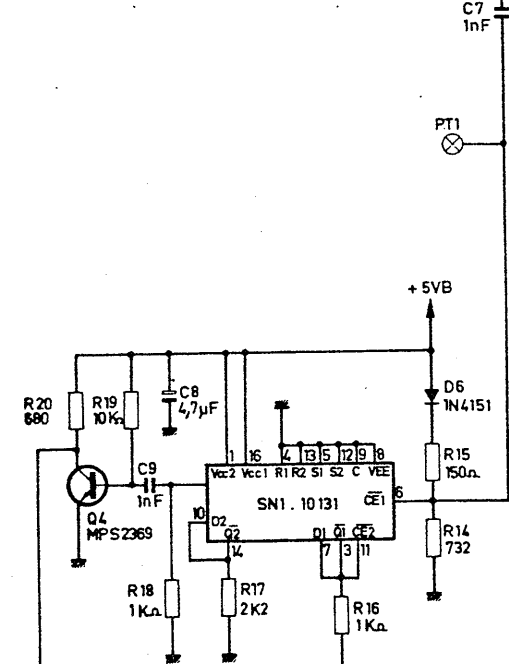 C7
1nF
PT1
+ 5VB
D6
1N4151
R20
680
R19
10KΩ
C8
4,7µF
R15
150Ω
C9
1nF
1 16 4 13 5 12 9 8
Vcc2 Vcc1 R1 R2 S1 S2 C VEE
SN1.10131
CE1
6
10
D2
Q2
14
D1 Q1 CE2
7 3 11
Q4
MPS2369
R14
732
R18
1KΩ
R17
2K2
R16
1KΩ